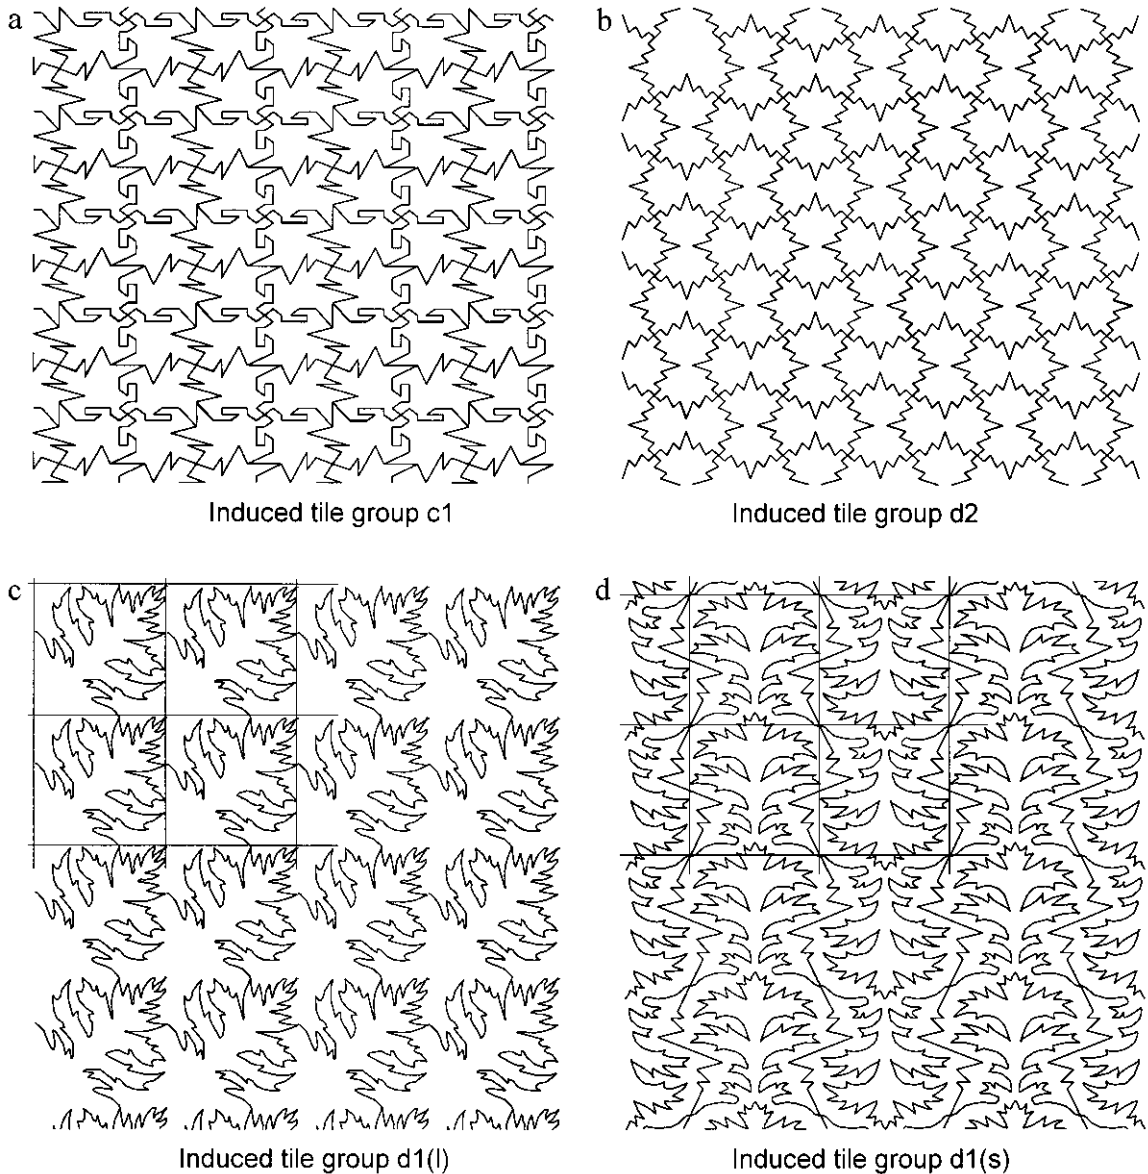 a
b
Induced tile group c1
Induced tile group d2
c
d
Induced tile group d1(l)
Induced tile group d1(s)